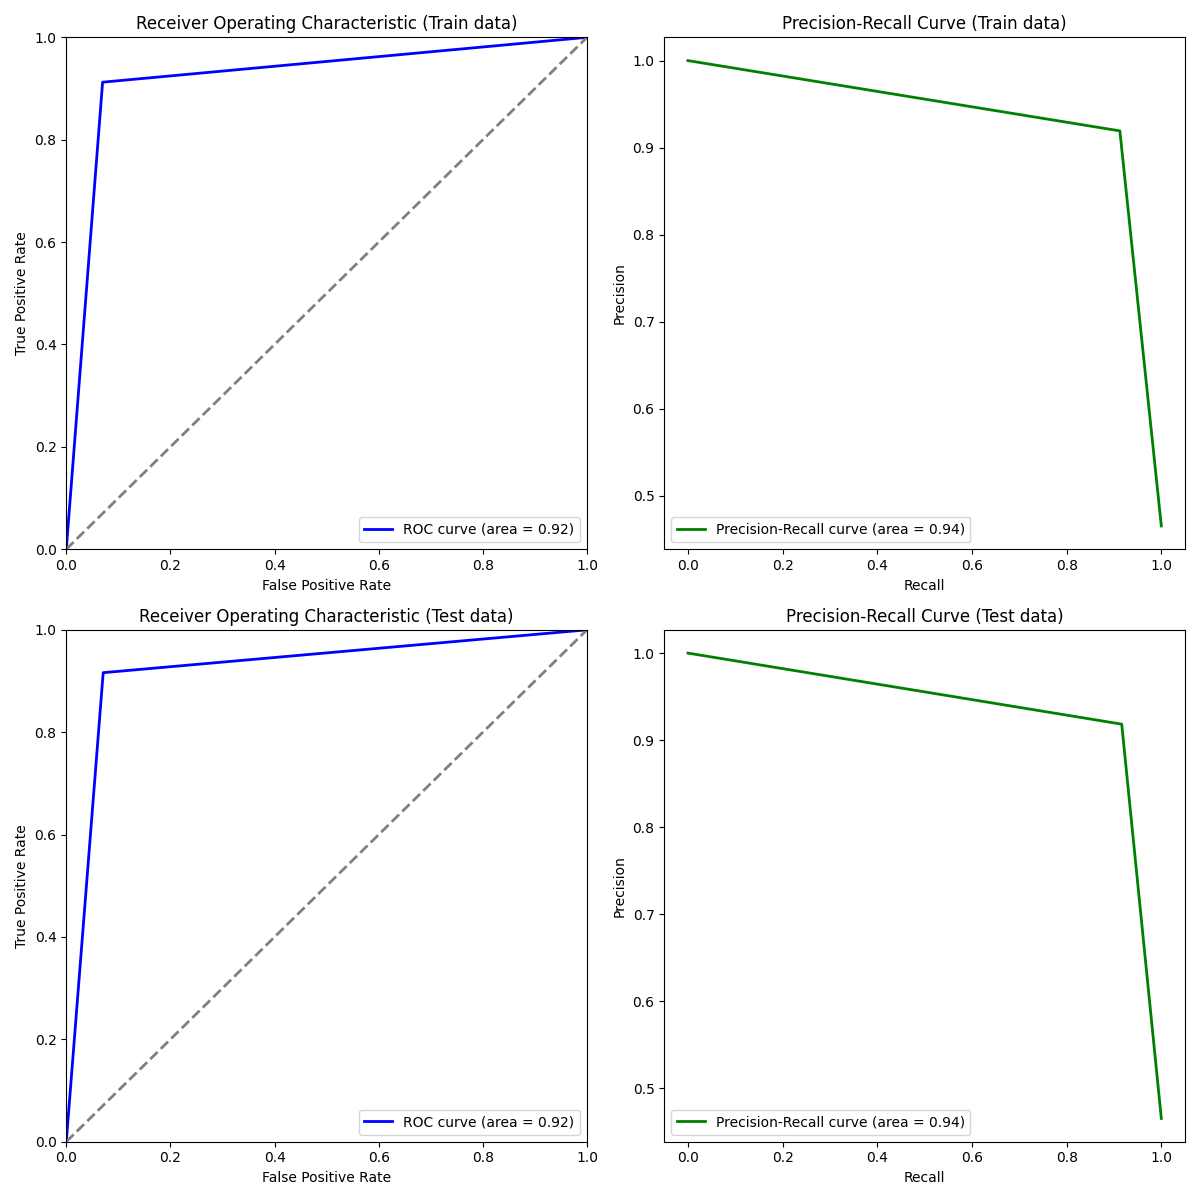 Receiver Operating Characteristic (Train data)
1.0
0.8
0.6
0.4
0.2
0.0
True Positive Rate
0.0 0.2 0.4 0.6 0.8 1.0
False Positive Rate
ROC curve (area = 0.92)
Precision-Recall Curve (Train data)
1.0
0.9
0.8
0.7
0.6
0.5
Precision
0.0 0.2 0.4 0.6 0.8 1.0
Recall
Precision-Recall curve (area = 0.94)
Receiver Operating Characteristic (Test data)
1.0
0.8
0.6
0.4
0.2
0.0
True Positive Rate
0.0 0.2 0.4 0.6 0.8 1.0
False Positive Rate
ROC curve (area = 0.92)
Precision-Recall Curve (Test data)
1.0
0.9
0.8
0.7
0.6
0.5
Precision
0.0 0.2 0.4 0.6 0.8 1.0
Recall
Precision-Recall curve (area = 0.94)